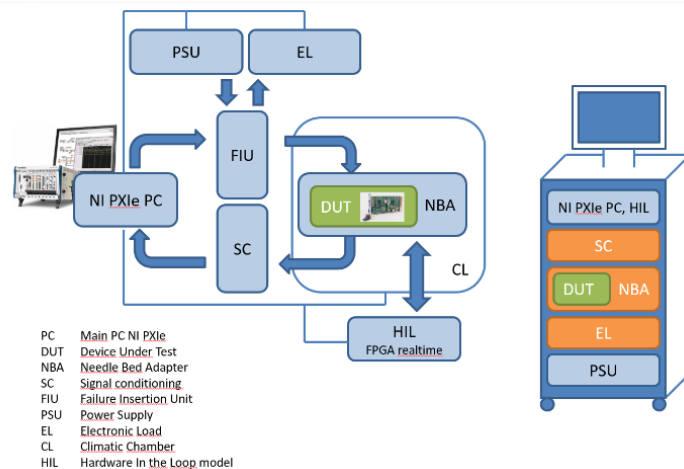 PSU
EL
FIU
NI PXIe PC
DUT
NBA
SC
CL
HIL
FPGA realtime
NI PXIe PC, HIL
SC
DUT NBA
EL
PSU
PC Main PC NI PXIe
DUT Device Under Test
NBA Needle Bed Adapter
SC Signal conditioning
FIU Failure Insertion Unit
PSU Power Supply
EL Electronic Load
CL Climatic Chamber
HIL Hardware In the Loop model